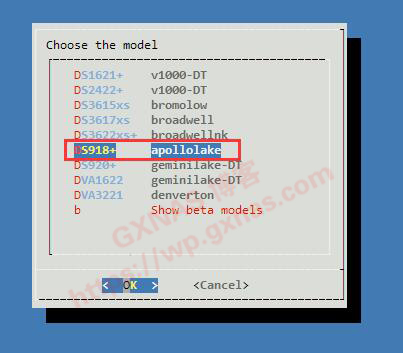 Choose the model
DS1621+ v1000-DT
DS2422+ v1000-DT
DS3615xs bromolow
DS3617xs broadwell
DS3622xs+ broadwellnk
DS918+ apollolake
DS920+ geminilake-DT
DVA1622 geminilake-DT
DVA3221 denverton
b Show beta models
< OK > <Cancel>
GXNAS博客
https://wp.gxnas.com